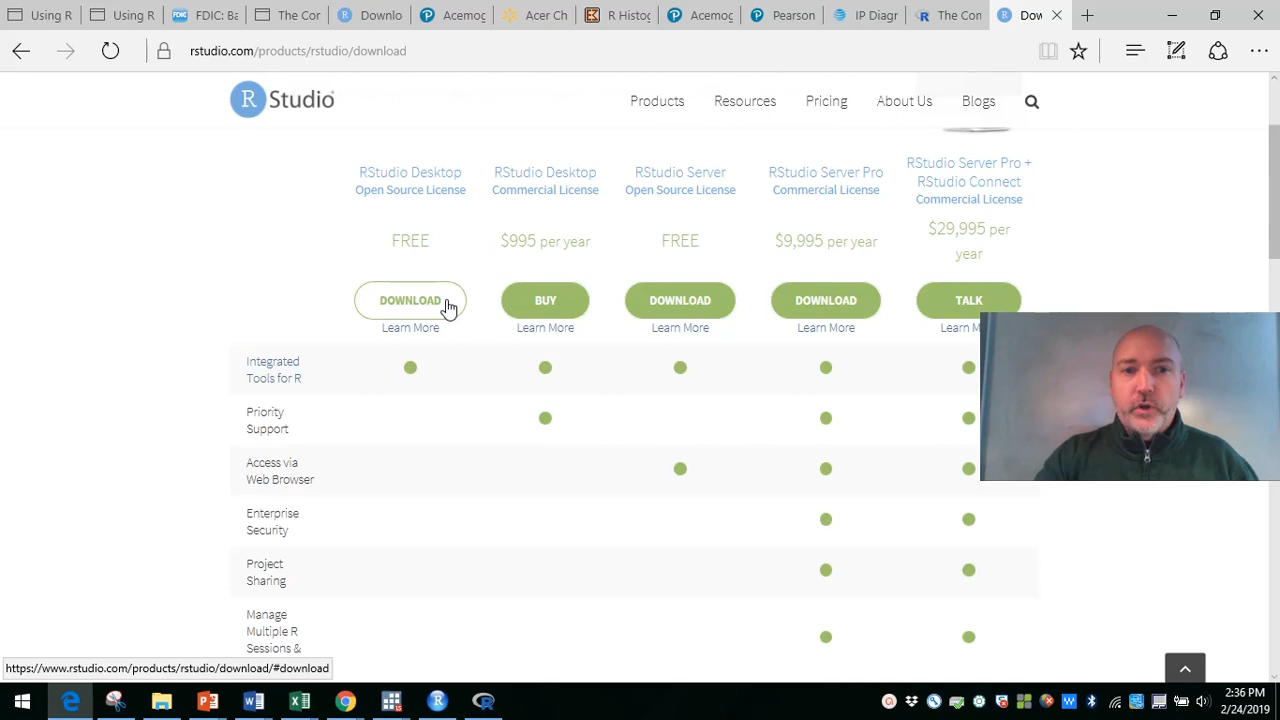 Using
Using
FDIC: Ba
The Cor
Downlo
Acemog
Acer Ch
R Histog
Acemog
Pearson
IP Diagr
The Con
Dow
rstudio.com/products/rstudio/download
R Studio
Products Resources Pricing About Us Blogs
RStudio Desktop
Open Source License
FREE
DOWNLOAD
Learn More
RStudio Desktop
Commercial License
$995 per year
BUY
Learn More
RStudio Server
Open Source License
FREE
DOWNLOAD
Learn More
RStudio Server Pro
Commercial License
$9,995 per year
DOWNLOAD
Learn More
RStudio Server Pro +
RStudio Connect
Commercial License
$29,995 per
year
TALK
Learn M
Integrated
Tools for R
Priority
Support
Access via
Web Browser
Enterprise
Security
Project
Sharing
Manage
Multiple R
Sessions &
https://www.rstudio.com/products/rstudio/download/#download
2:36 PM
2/24/2019